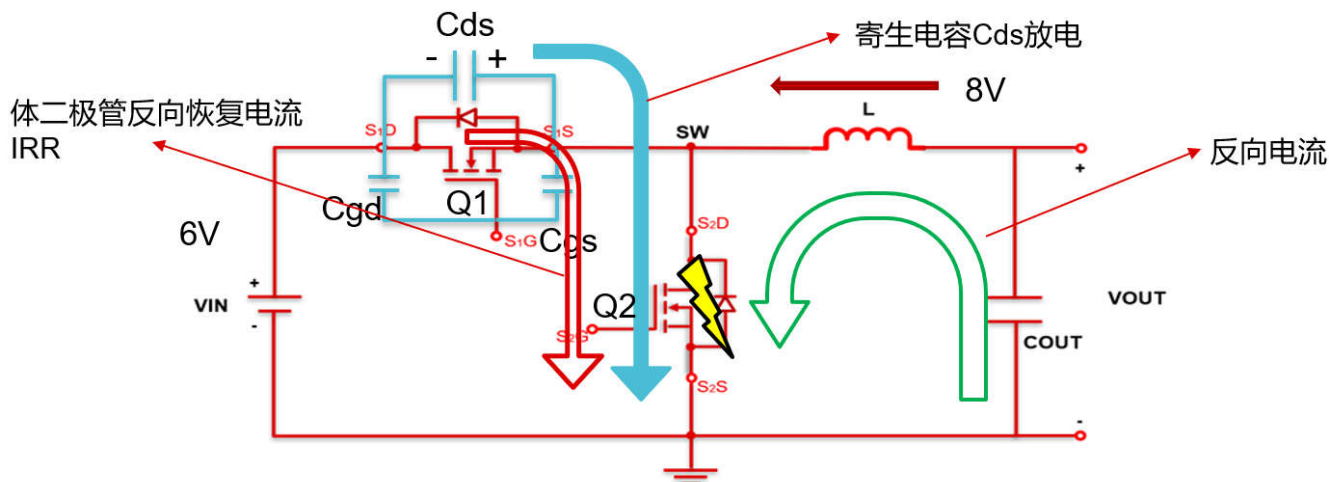 Cds
- +
寄生电容Cds放电
8V
L
体二极管反向恢复电流
IRR
S1D
S1S
SW
反向电流
+
Cgd
Q1
S1G
Cgs
6V
S2D
+
VIN
-
Q2
S2G
VOUT
COUT
S2S
-